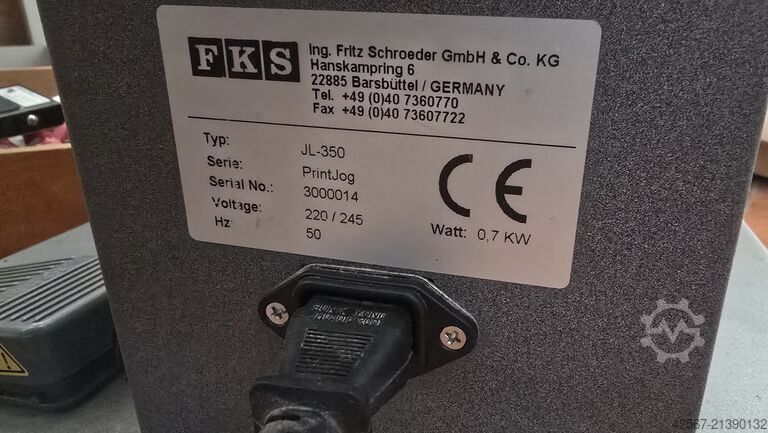 FKS
Ing. Fritz Schroeder GmbH & Co. KG
Hanskampring 6
22885 Barsbüttel / GERMANY
Tel. +49 (0)40 7360770
Fax +49 (0)40 73607722
Typ: JL-350
Serie: PrintJog
Serial No.: 3000014
Voltage: 220 / 245
Hz 50
CE
Watt: 0,7 KW
42567-21390132